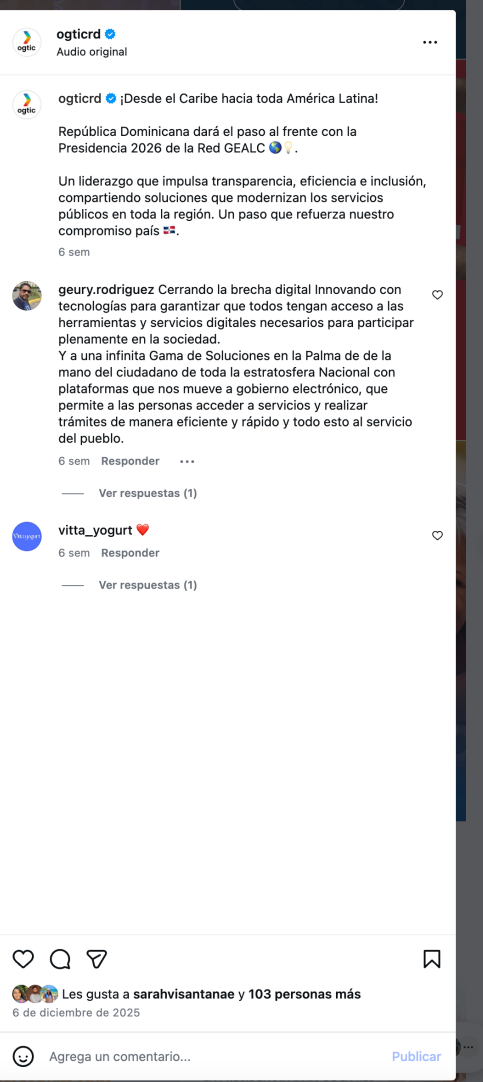 ogticrd
Audio original
ogtic
ogticrd ¡Desde el Caribe hacia toda América Latina!
ogtic
República Dominicana dará el paso al frente con la
Presidencia 2026 de la Red GEALC 🌎💡.
Un liderazgo que impulsa transparencia, eficiencia e inclusión,
compartiendo soluciones que modernizan los servicios
públicos en toda la región. Un paso que refuerza nuestro
compromiso país 🇩🇴.
6 sem
geury.rodriguez Cerrando la brecha digital Innovando con
tecnologías para garantizar que todos tengan acceso a las
herramientas y servicios digitales necesarios para participar
plenamente en la sociedad.
Y a una infinita Gama de Soluciones en la Palma de de la
mano del ciudadano de toda la estratosfera Nacional con
plataformas que nos mueve a gobierno electrónico, que
permite a las personas acceder a servicios y realizar
trámites de manera eficiente y rápido y todo esto al servicio
del pueblo.
6 sem Responder
Ver respuestas (1)
vitta_yogurt ❤️
Vitta yogurt
6 sem Responder
Ver respuestas (1)
Les gusta a sarahvisantanae y 103 personas más
6 de diciembre de 2025
Agrega un comentario... Publicar